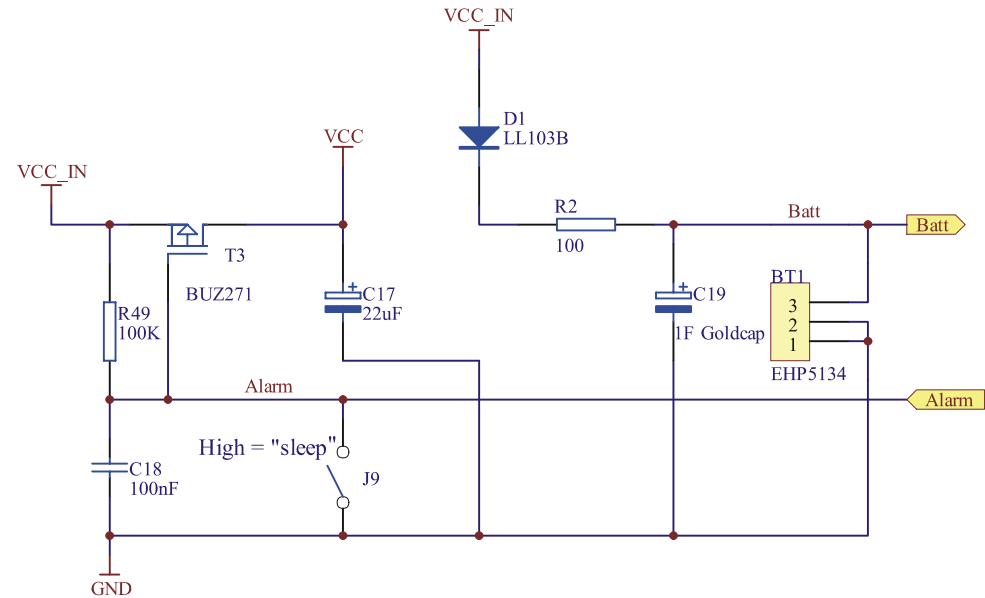 VCC_IN
D1
LL103B
VCC
VCC_IN
R2
100
Batt
Batt
T3
BUZ271
C17
22uF
C19
1F Goldcap
BT1
3
2
1
EHP5134
R49
100K
Alarm
Alarm
High = "sleep"
J9
C18
100nF
GND